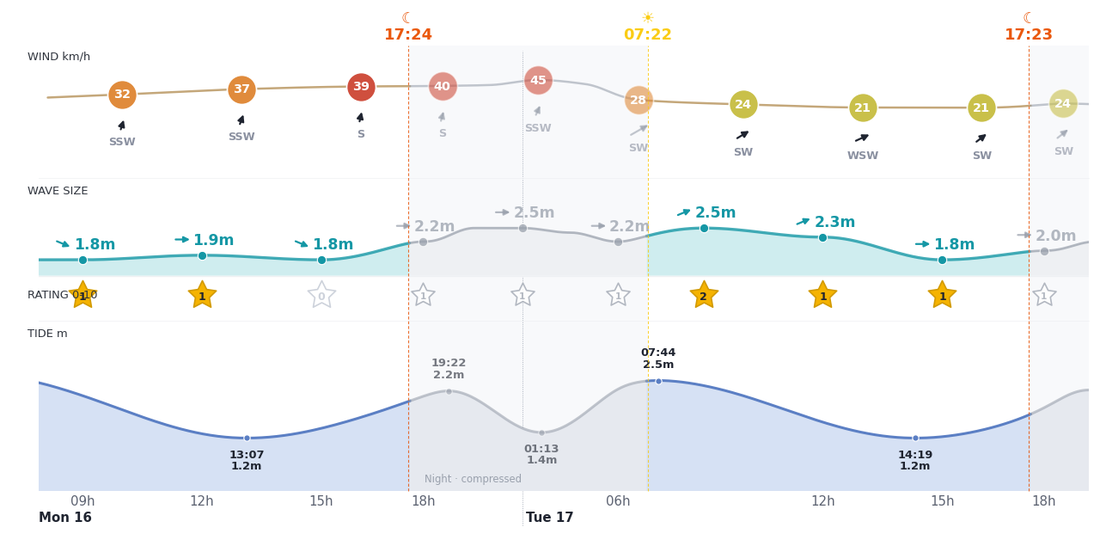 ☾ ☀ ☾
17:24 07:22 17:23
WIND km/h
32 37 39 40 45 28 24 21 21 24
SSW SSW S S SSW SW SW WSW SW SW
WAVE SIZE
1.8m 1.9m 1.8m 2.2m 2.5m 2.2m 2.5m 2.3m 1.8m 2.0m
RATING 0-10
1 1 0 1 1 1 2 1 1 1
TIDE m
19:22 07:44
2.2m 2.5m
13:07 01:13 14:19
1.2m 1.4m 1.2m
Night · compressed
09h 12h 15h 18h 06h 12h 15h 18h
Mon 16 Tue 17